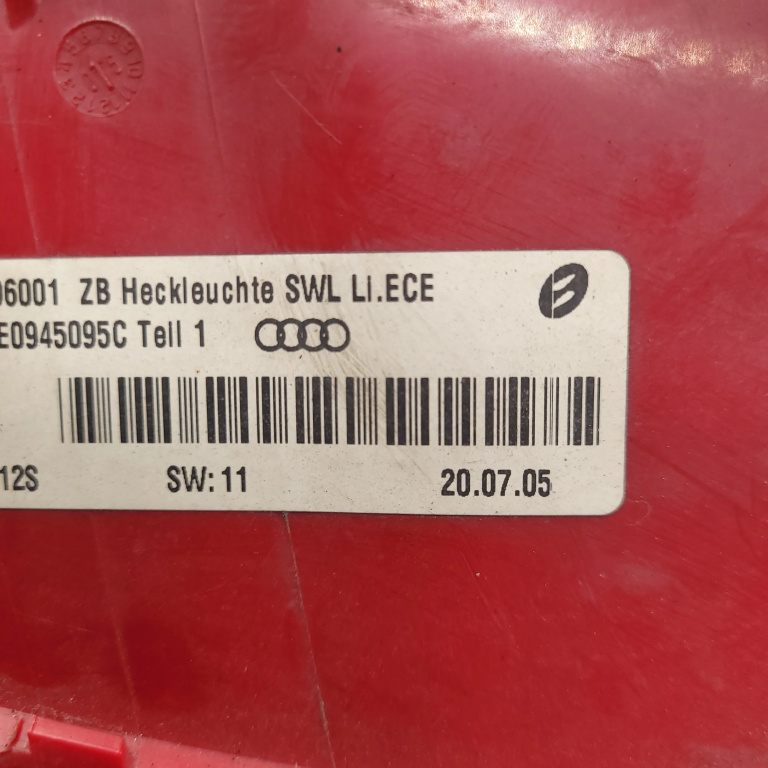 06001 ZB Heckleuchte SWL LI.ECE
E0945095C Teil 1
12S SW: 11 20.07.05